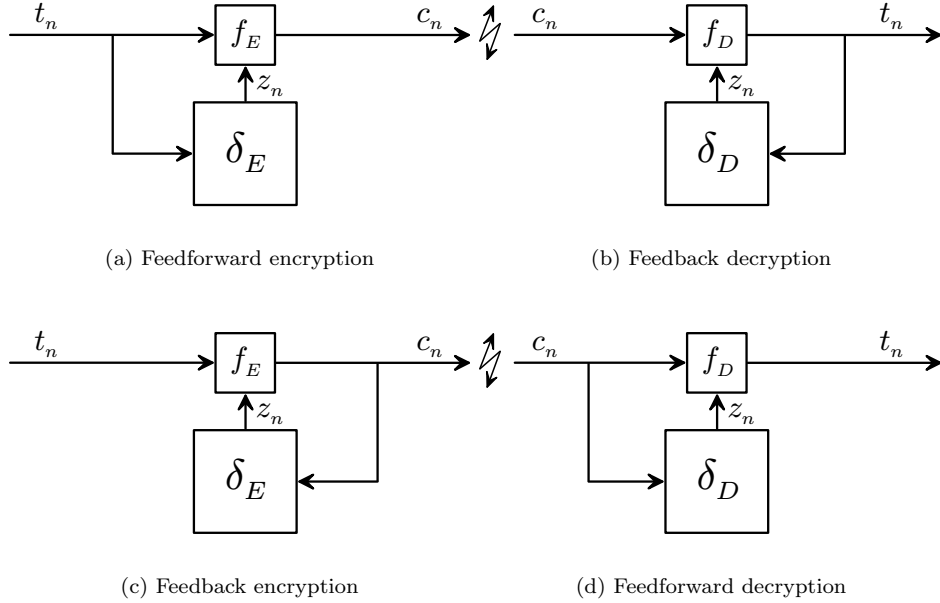 t_n f_E c_n c_n f_D t_n
z_n z_n
δ_E δ_D
(a) Feedforward encryption (b) Feedback decryption
t_n f_E c_n c_n f_D t_n
z_n z_n
δ_E δ_D
(c) Feedback encryption (d) Feedforward decryption